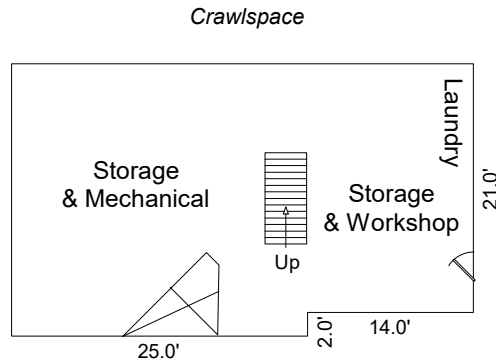 Crawlspace
Laundry
Storage
& Mechanical
Storage
& Workshop
21.0'
Up
2.0'
14.0'
25.0'